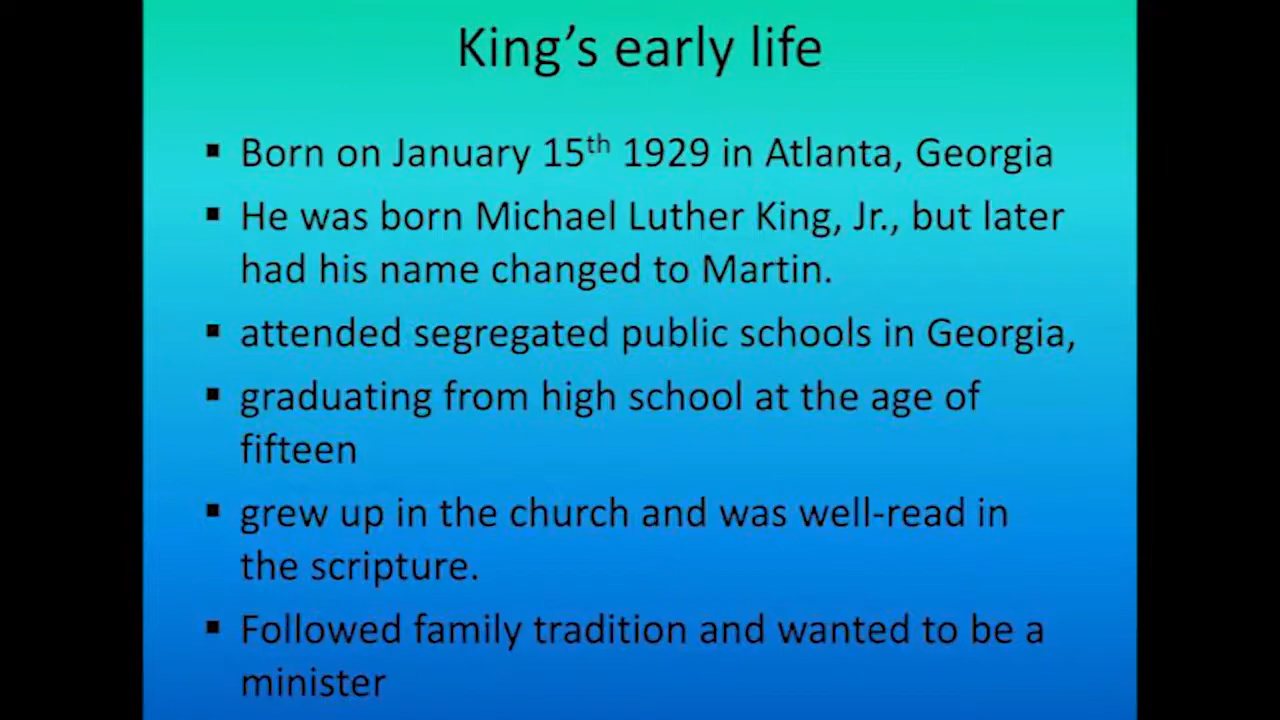 King’s early life
▪ Born on January 15th 1929 in Atlanta, Georgia
▪ He was born Michael Luther King, Jr., but later
had his name changed to Martin.
▪ attended segregated public schools in Georgia,
▪ graduating from high school at the age of
fifteen
▪ grew up in the church and was well-read in
the scripture.
▪ Followed family tradition and wanted to be a
minister